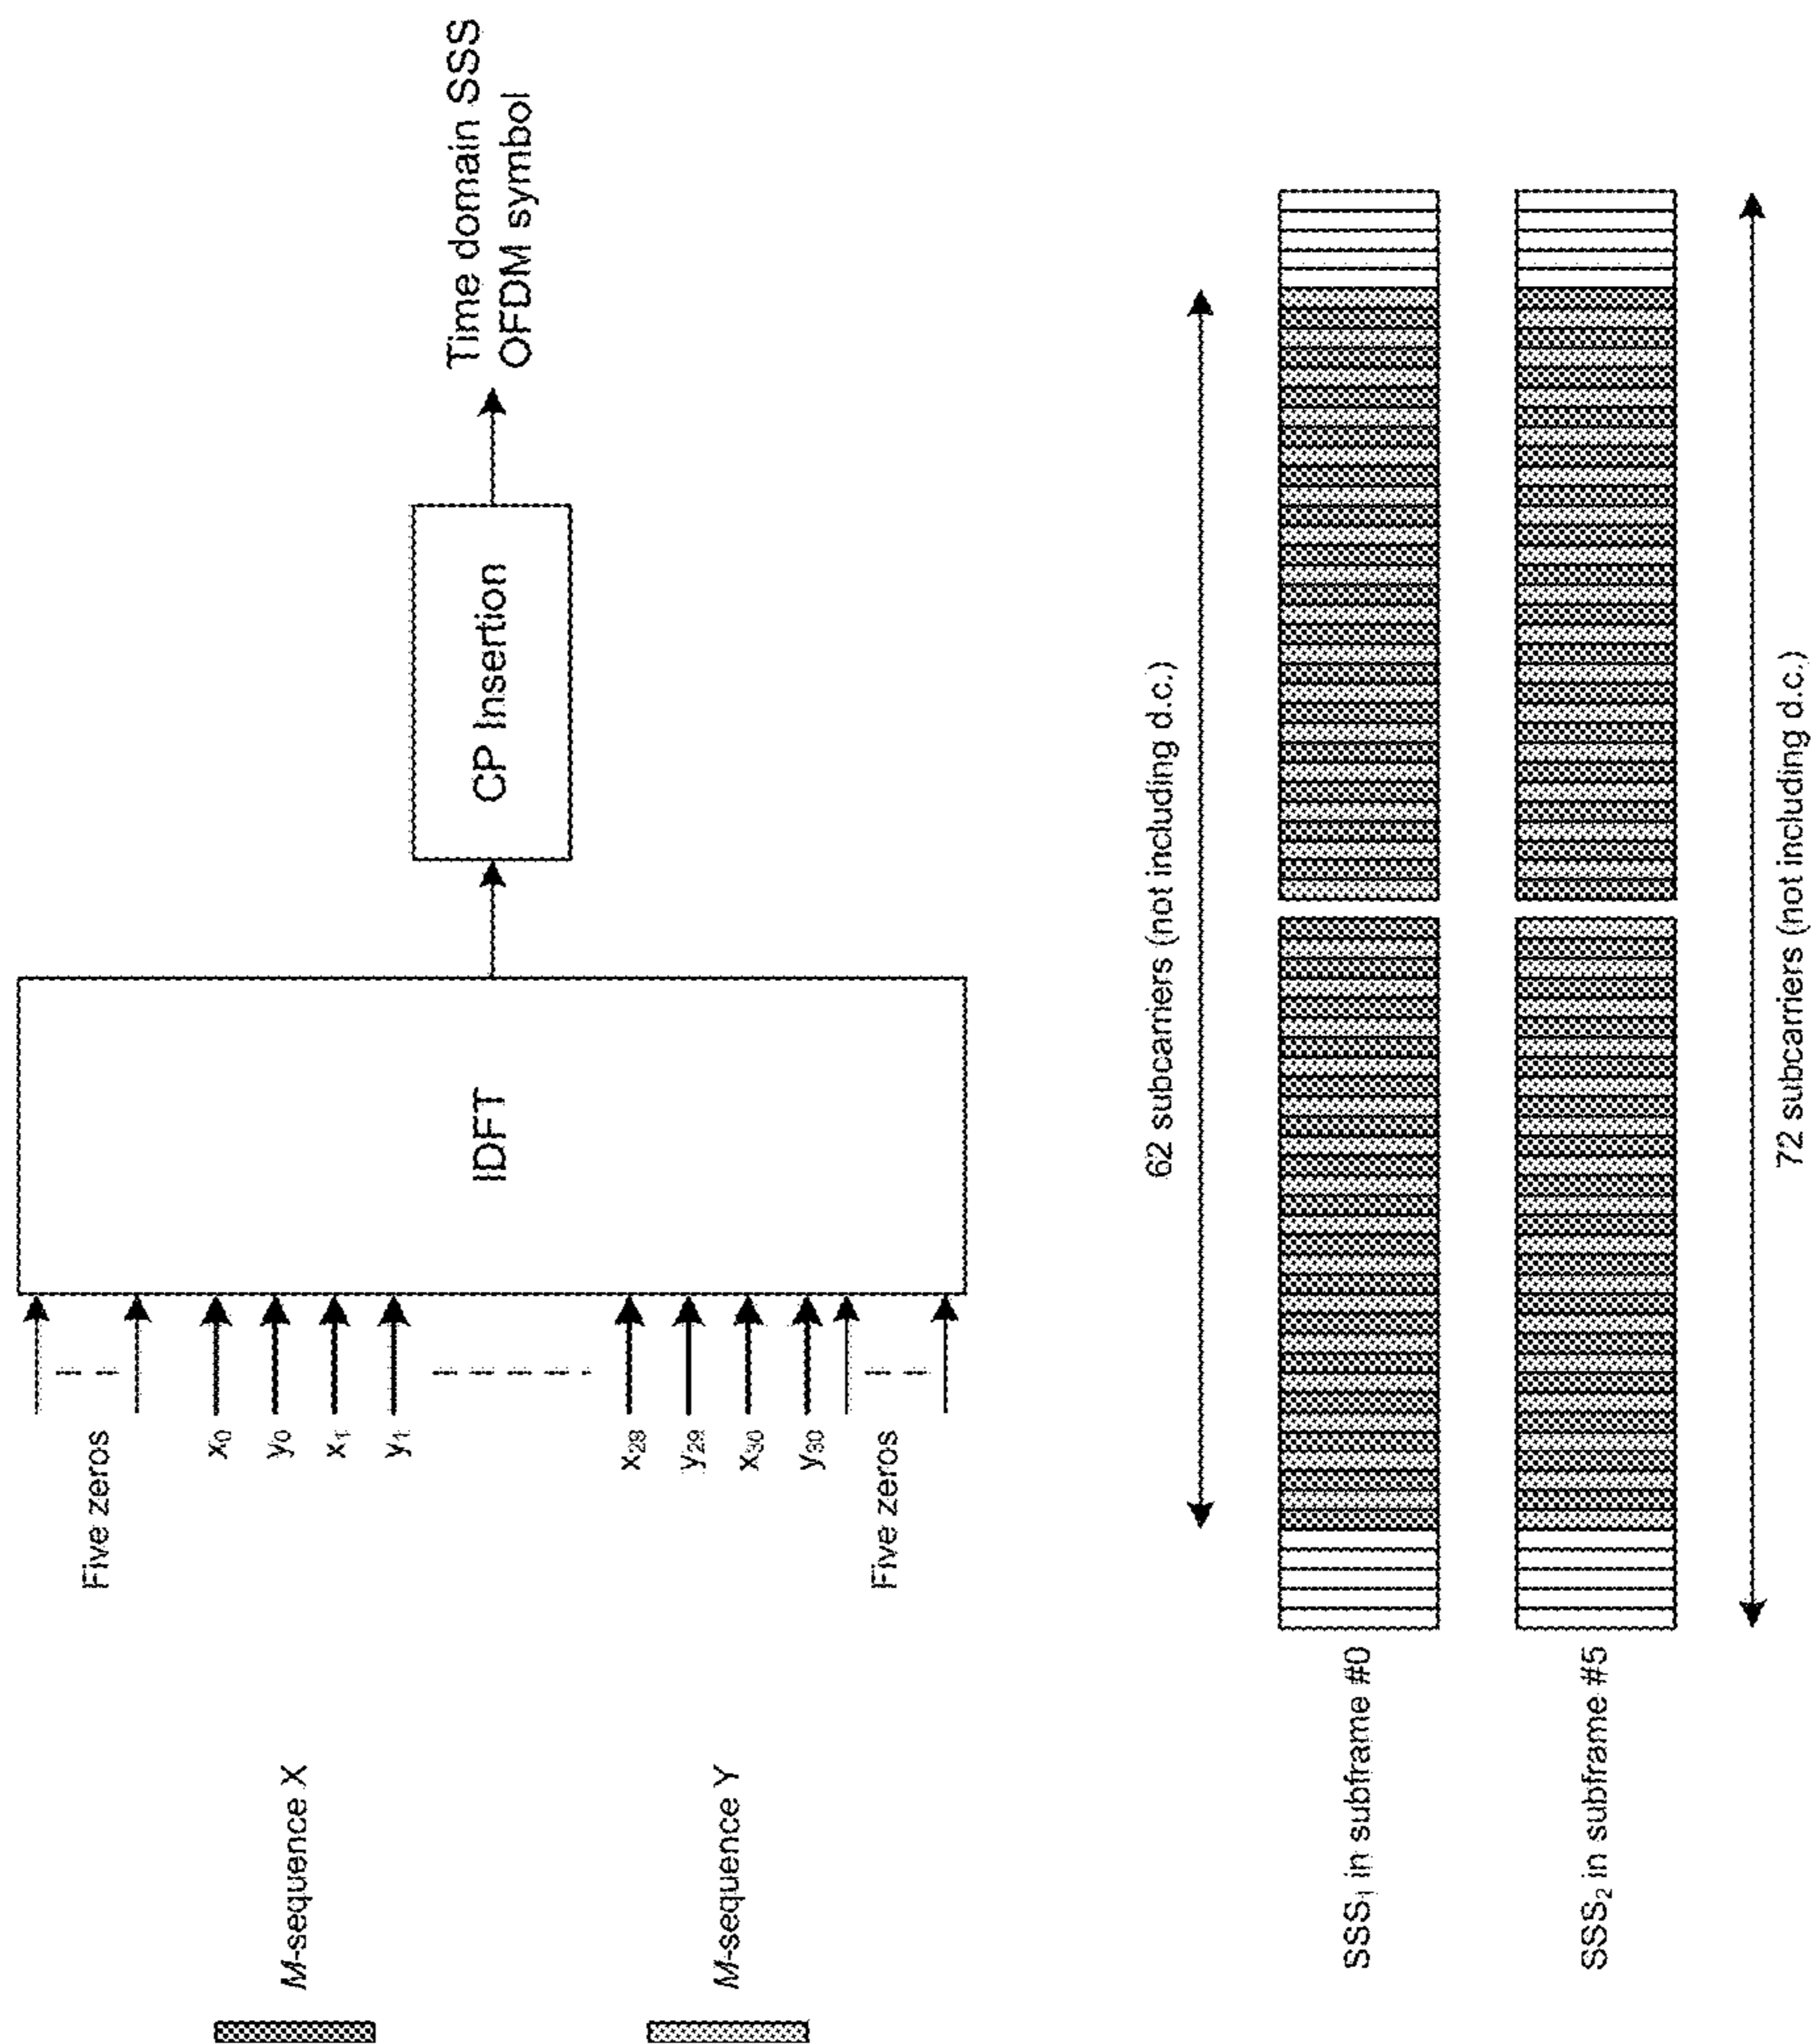 Five zeros
x₀
y₀
x₁
y₁
x₂₉
y₂₉
x₃₀
y₃₀
Five zeros
IDFT
CP Insertion
Time domain SSS
OFDM symbol
M-sequence X
M-sequence Y
62 subcarriers (not including d.c.)
SSS₁ in subframe #0
SSS₂ in subframe #5
72 subcarriers (not including d.c.)